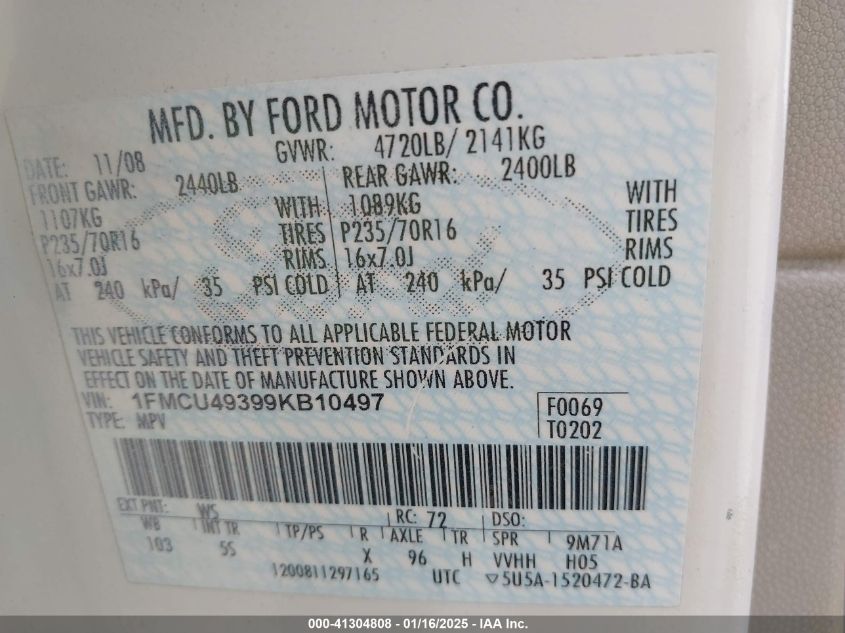 MFD. BY FORD MOTOR CO.
DATE: 11/08 GVWR: 4720LB/ 2141KG
FRONT GAWR: 2440LB REAR GAWR: 2400LB
1107KG WITH 1089KG WITH
P235/70R16 TIRES P235/70R16 TIRES
16x7.0J RIMS 16x7.0J RIMS
AT 240 kPa/ 35 PSI COLD AT 240 kPa/ 35 PSI COLD
THIS VEHICLE CONFORMS TO ALL APPLICABLE FEDERAL MOTOR
VEHICLE SAFETY AND THEFT PREVENTION STANDARDS IN
EFFECT ON THE DATE OF MANUFACTURE SHOWN ABOVE.
VIN: 1FMCU49399KB10497 F0069
TYPE: MPV T0202
EXT PNT: WS RC: 72 DSO:
WB INT TR TP/PS R AXLE TR SPR 9M71A
103 5S X 96 H VVHH H05
1200811297165 UTC ▽5U5A-1520472-BA
000-41304808 - 01/16/2025 - IAA Inc.